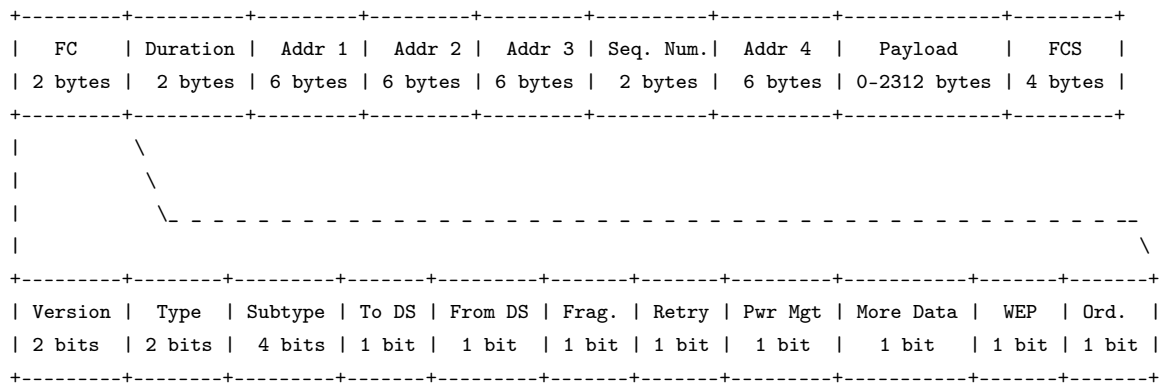 +---------+----------+---------+---------+---------+----------+----------+--------------+---------+
| FC | Duration | Addr 1 | Addr 2 | Addr 3 | Seq. Num.| Addr 4 | Payload | FCS |
| 2 bytes | 2 bytes | 6 bytes | 6 bytes | 6 bytes | 2 bytes | 6 bytes | 0-2312 bytes | 4 bytes |
+---------+----------+---------+---------+---------+----------+----------+--------------+---------+
| Version | Type | Subtype | To DS | From DS | Frag. | Retry | Pwr Mgt | More Data | WEP | Ord. |
| 2 bits | 2 bits | 4 bits | 1 bit | 1 bit | 1 bit | 1 bit | 1 bit | 1 bit | 1 bit | 1 bit |
+---------+--------+---------+-------+---------+-------+-------+---------+-----------+-------+-------+